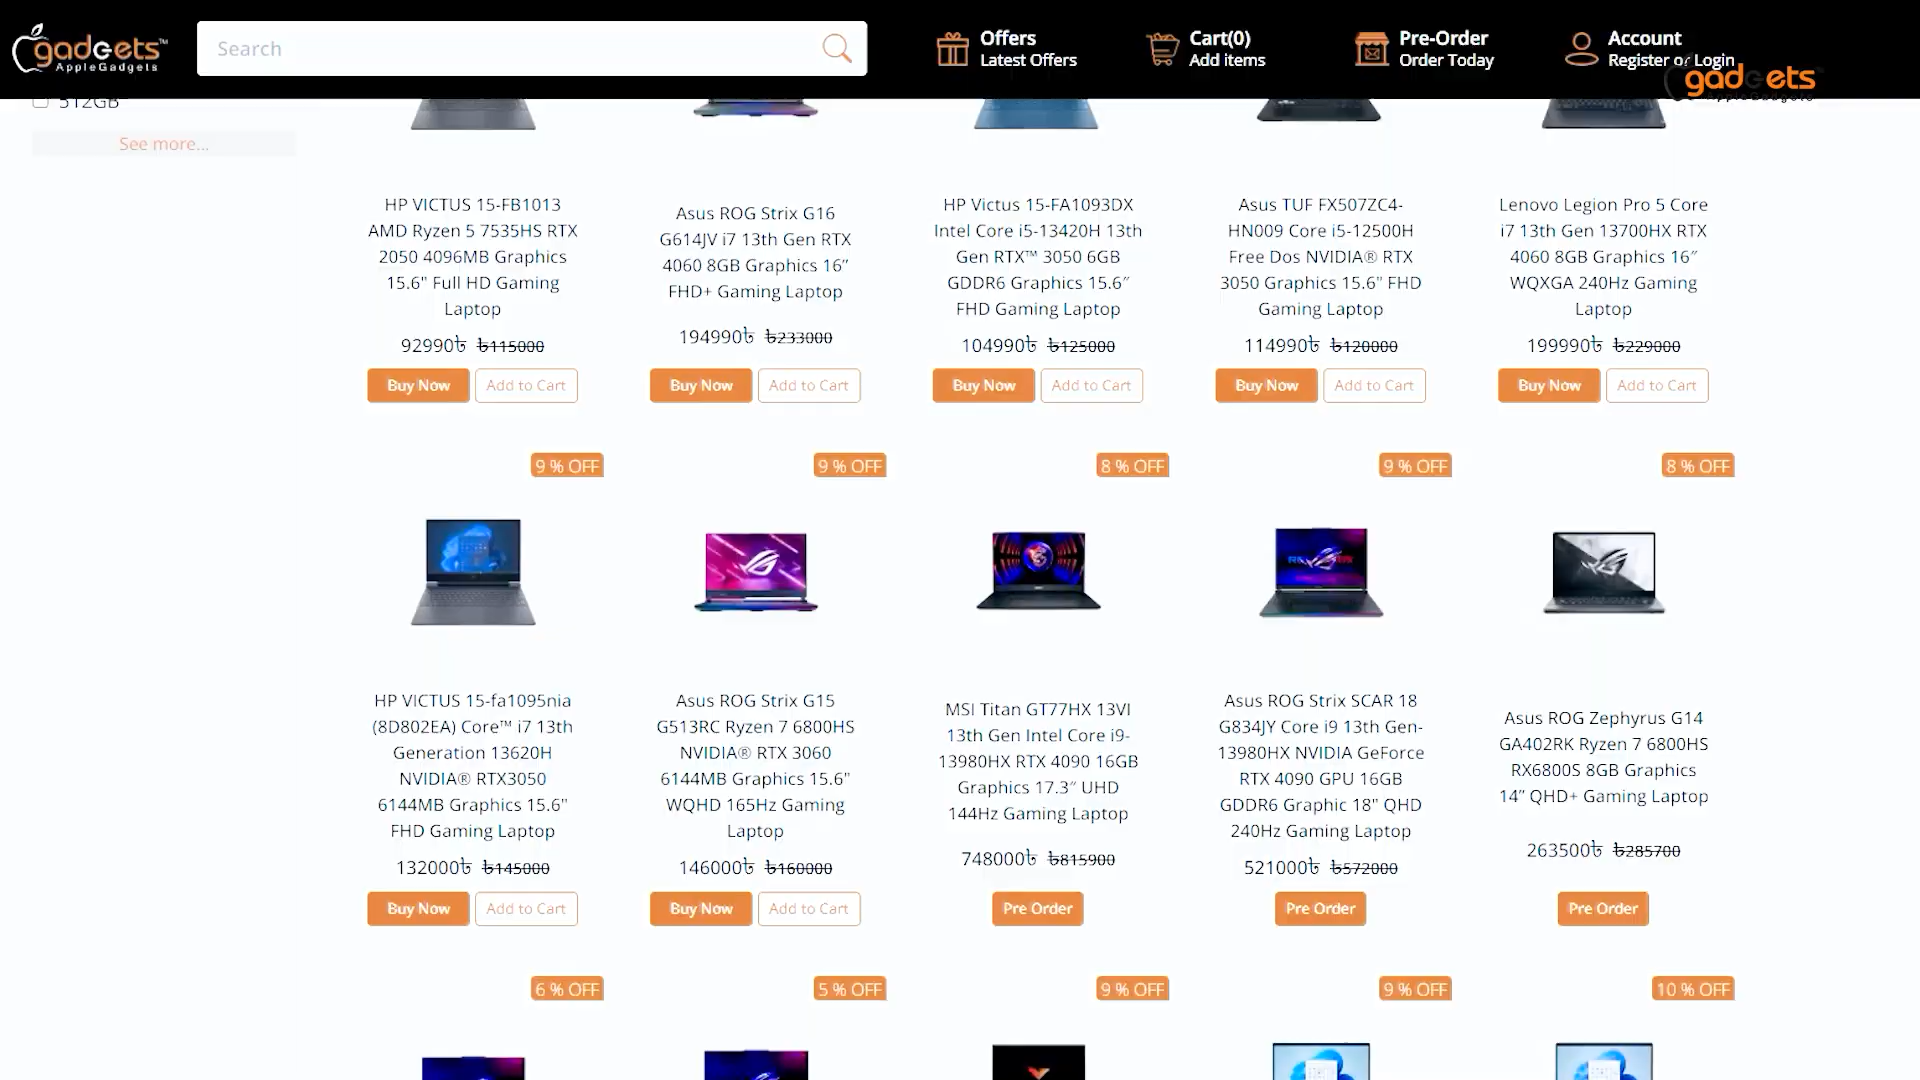 gadgets™
AppleGadgets
Search
Offers
Latest Offers
Cart(0)
Add items
Pre-Order
Order Today
Account
Register or Login
gadgets
AppleGadgets
512GB
See more...
HP VICTUS 15-FB1013
AMD Ryzen 5 7535HS RTX
2050 4096MB Graphics
15.6" Full HD Gaming
Laptop
92990৳ ৳115000
Buy Now
Add to Cart
Asus ROG Strix G16
G614JV i7 13th Gen RTX
4060 8GB Graphics 16″
FHD+ Gaming Laptop
194990৳ ৳233000
Buy Now
Add to Cart
HP Victus 15-FA1093DX
Intel Core i5-13420H 13th
Gen RTX™ 3050 6GB
GDDR6 Graphics 15.6″
FHD Gaming Laptop
104990৳ ৳125000
Buy Now
Add to Cart
Asus TUF FX507ZC4-
HN009 Core i5-12500H
Free Dos NVIDIA® RTX
3050 Graphics 15.6" FHD
Gaming Laptop
114990৳ ৳120000
Buy Now
Add to Cart
Lenovo Legion Pro 5 Core
i7 13th Gen 13700HX RTX
4060 8GB Graphics 16″
WQXGA 240Hz Gaming
Laptop
199990৳ ৳229000
Buy Now
Add to Cart
9 % OFF
HP VICTUS 15-fa1095nia
(8D802EA) Core™ i7 13th
Generation 13620H
NVIDIA® RTX3050
6144MB Graphics 15.6"
FHD Gaming Laptop
132000৳ ৳145000
Buy Now
Add to Cart
9 % OFF
Asus ROG Strix G15
G513RC Ryzen 7 6800HS
NVIDIA® RTX 3060
6144MB Graphics 15.6"
WQHD 165Hz Gaming
Laptop
146000৳ ৳160000
Buy Now
Add to Cart
8 % OFF
MSI Titan GT77HX 13VI
13th Gen Intel Core i9-
13980HX RTX 4090 16GB
Graphics 17.3″ UHD
144Hz Gaming Laptop
748000৳ ৳815900
Pre Order
9 % OFF
Asus ROG Strix SCAR 18
G834JY Core i9 13th Gen-
13980HX NVIDIA GeForce
RTX 4090 GPU 16GB
GDDR6 Graphic 18" QHD
240Hz Gaming Laptop
521000৳ ৳572000
Pre Order
8 % OFF
Asus ROG Zephyrus G14
GA402RK Ryzen 7 6800HS
RX6800S 8GB Graphics
14″ QHD+ Gaming Laptop
263500৳ ৳285700
Pre Order
6 % OFF
5 % OFF
9 % OFF
9 % OFF
10 % OFF